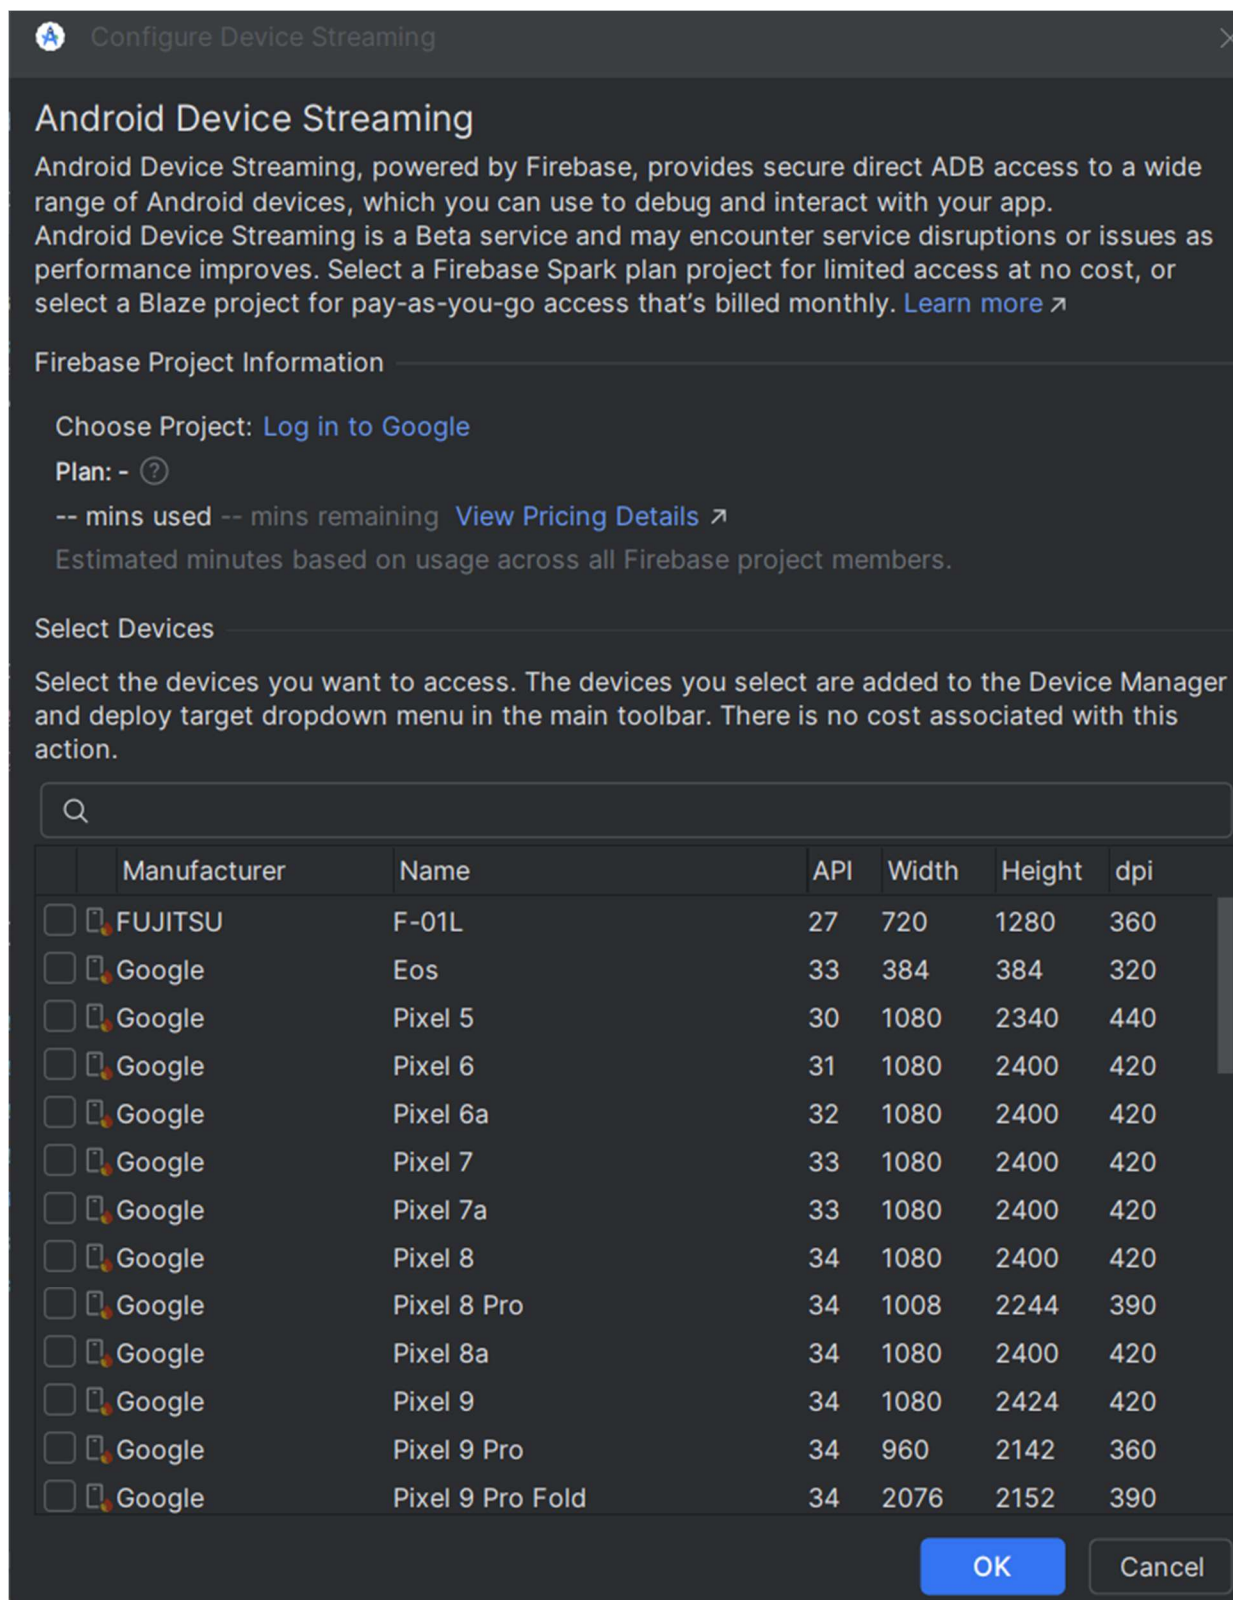 Configure Device Streaming
Android Device Streaming
Android Device Streaming, powered by Firebase, provides secure direct ADB access to a wide
range of Android devices, which you can use to debug and interact with your app.
Android Device Streaming is a Beta service and may encounter service disruptions or issues as
performance improves. Select a Firebase Spark plan project for limited access at no cost, or
select a Blaze project for pay-as-you-go access that's billed monthly. Learn more ↗
Firebase Project Information
Choose Project: Log in to Google
Plan: - ?
-- mins used -- mins remaining View Pricing Details ↗
Estimated minutes based on usage across all Firebase project members.
Select Devices
Select the devices you want to access. The devices you select are added to the Device Manager
and deploy target dropdown menu in the main toolbar. There is no cost associated with this
action.
Manufacturer Name API Width Height dpi
FUJITSU F-01L 27 720 1280 360
Google Eos 33 384 384 320
Google Pixel 5 30 1080 2340 440
Google Pixel 6 31 1080 2400 420
Google Pixel 6a 32 1080 2400 420
Google Pixel 7 33 1080 2400 420
Google Pixel 7a 33 1080 2400 420
Google Pixel 8 34 1080 2400 420
Google Pixel 8 Pro 34 1008 2244 390
Google Pixel 8a 34 1080 2400 420
Google Pixel 9 34 1080 2424 420
Google Pixel 9 Pro 34 960 2142 360
Google Pixel 9 Pro Fold 34 2076 2152 390
OK Cancel